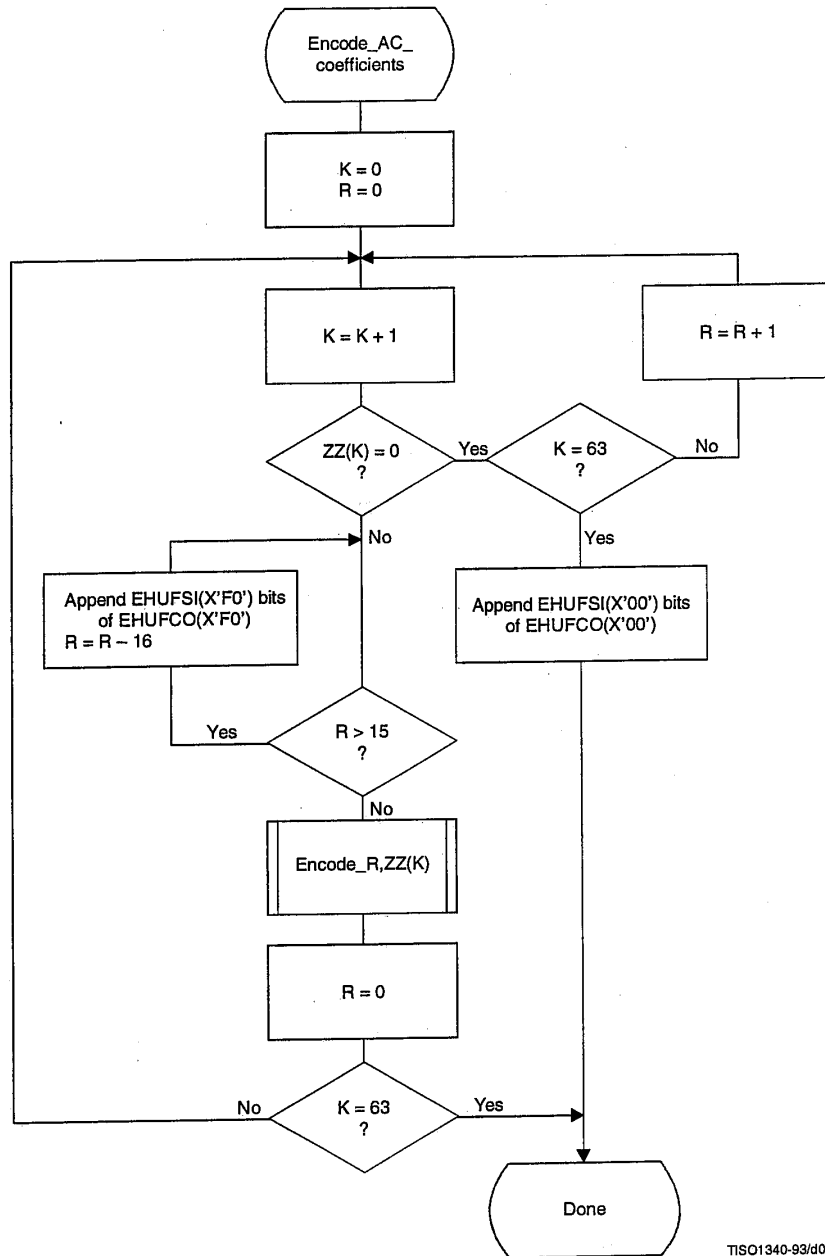 Encode_AC_
coefficients
K = 0
R = 0
K = K + 1
R = R + 1
ZZ(K) = 0
?
Yes
K = 63
?
No
No
Yes
Append EHUFSI(X'F0') bits
of EHUFCO(X'F0')
R = R – 16
Append EHUFSI(X'00') bits
of EHUFCO(X'00')
Yes
R > 15
?
No
Encode_R,ZZ(K)
R = 0
No
K = 63
?
Yes
Done
TISO1340-93/d0